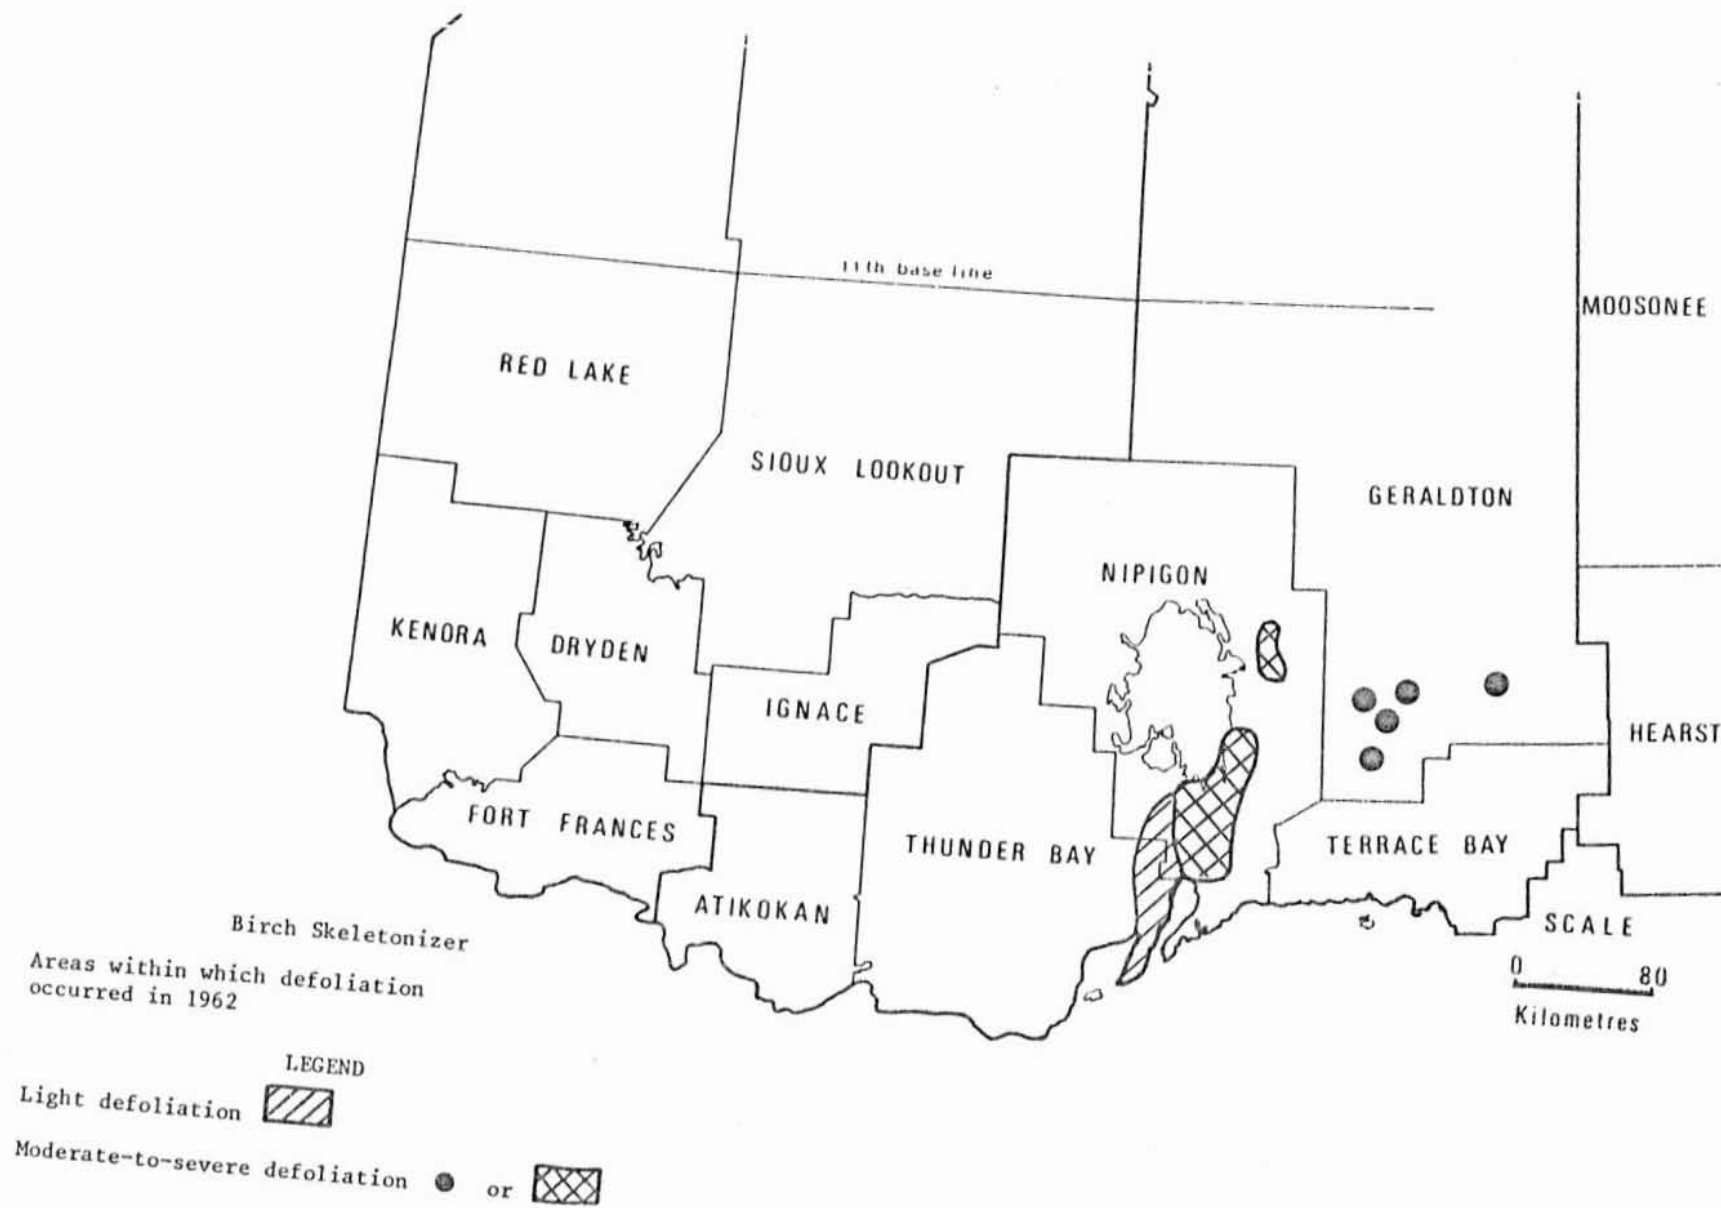 11th base line
MOOSONEE
RED LAKE
SIOUX LOOKOUT
GERALDTON
NIPIGON
KENORA
DRYDEN
IGNACE
HEARST
FORT FRANCES
THUNDER BAY
TERRACE BAY
ATIKOKAN
SCALE
0 80
Kilometres
Birch Skeletonizer
Areas within which defoliation
occurred in 1962
LEGEND
Light defoliation
Moderate-to-severe defoliation or